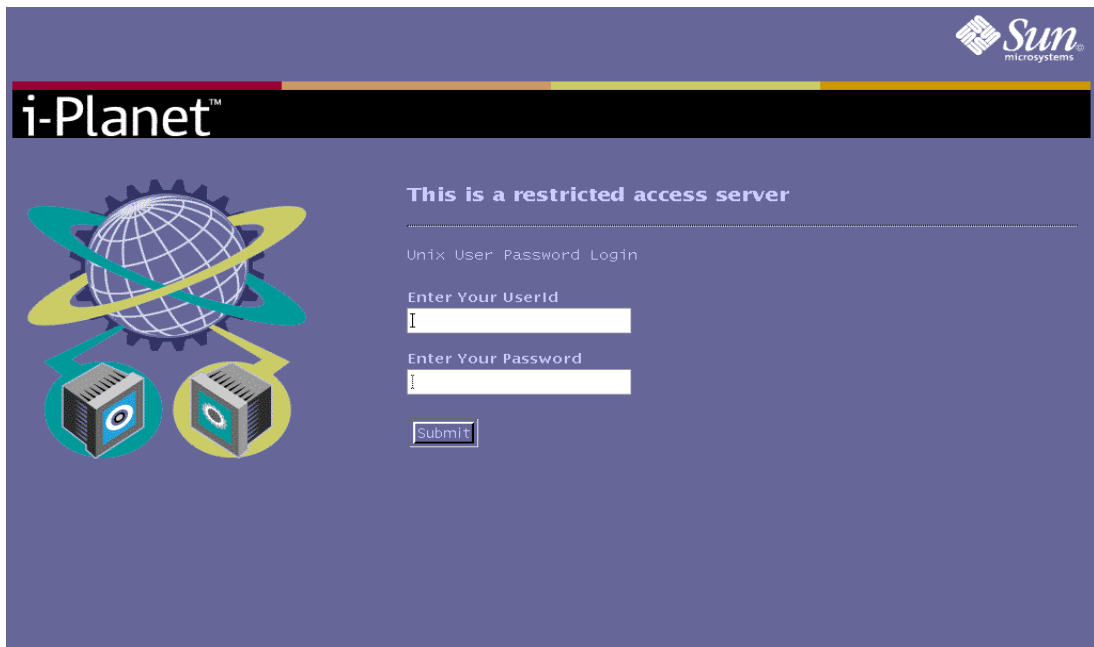 Sun
microsystems
i-Planet™
This is a restricted access server
Unix User Password Login
Enter Your UserId
Enter Your Password
Submit